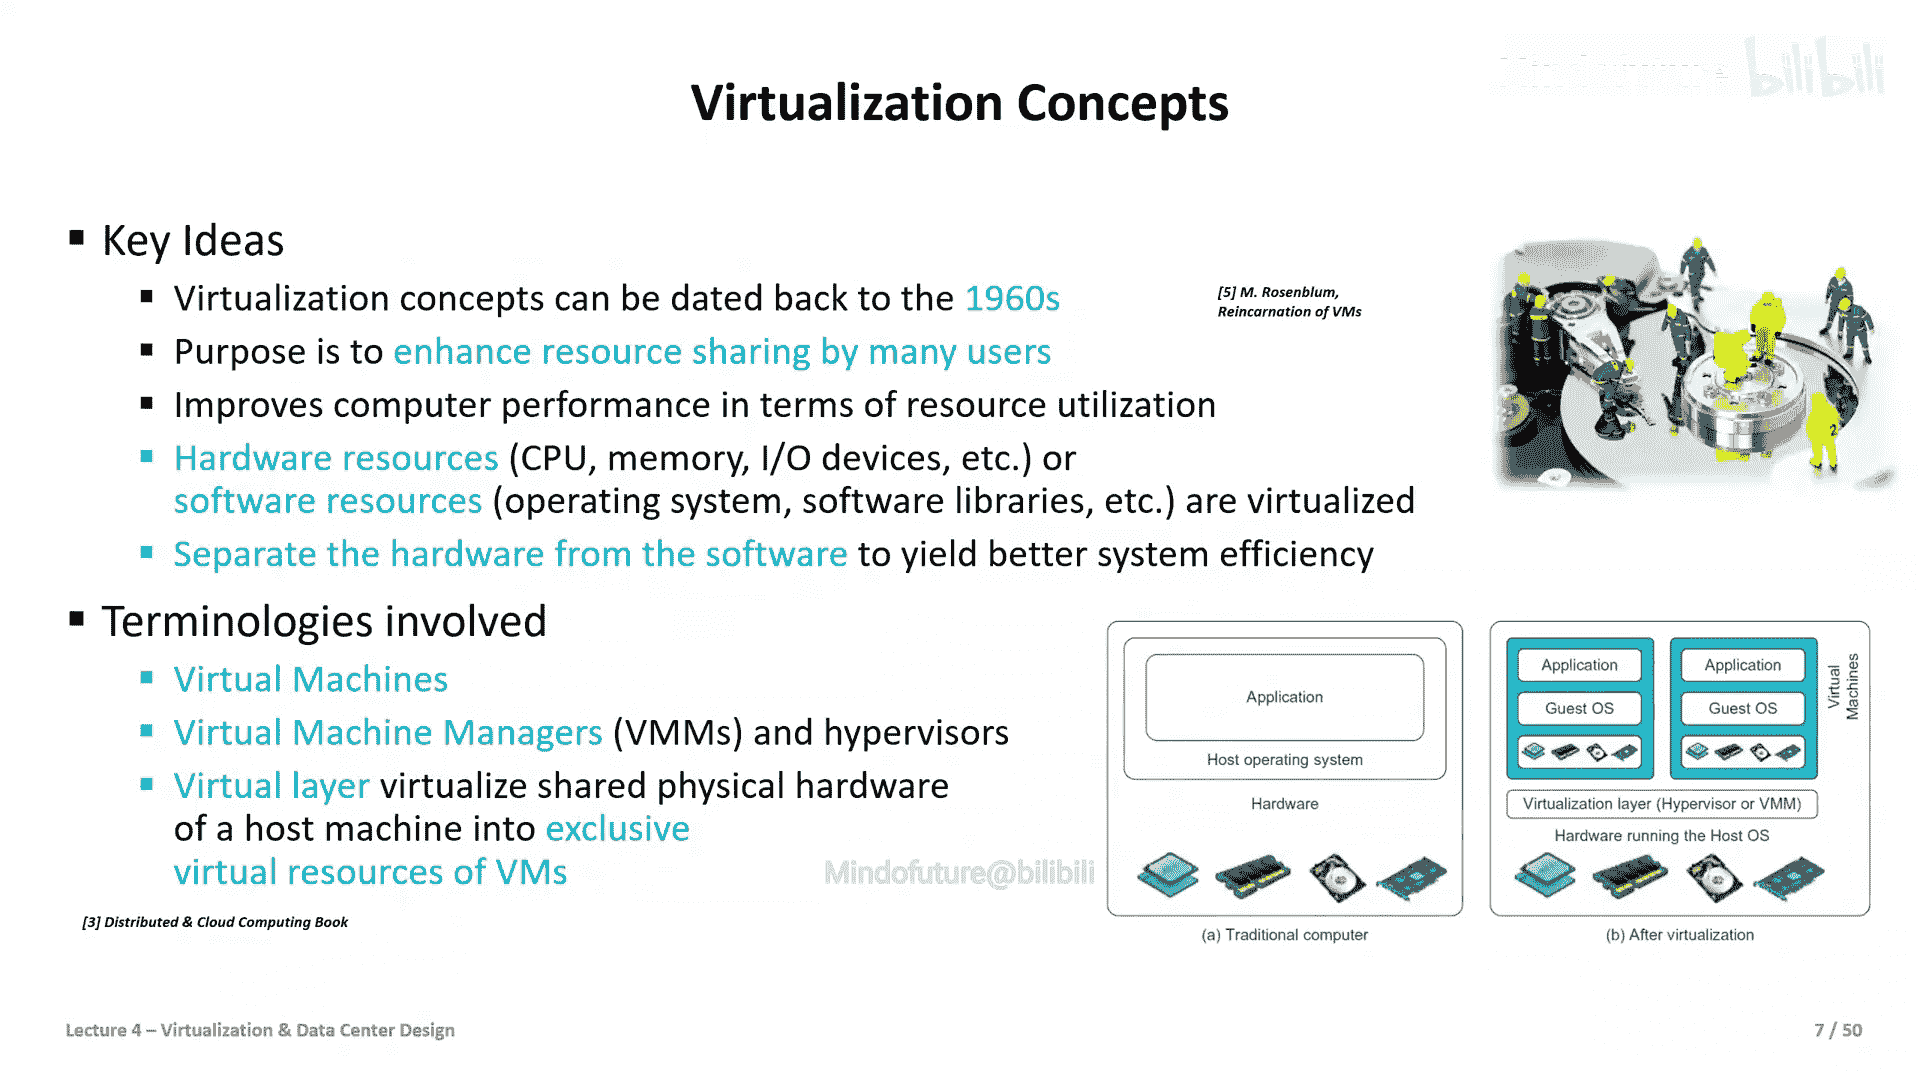 bilibili
Virtualization Concepts
Key Ideas
Virtualization concepts can be dated back to the 1960s
[5] M. Rosenblum,
Reincarnation of VMs
Purpose is to enhance resource sharing by many users
Improves computer performance in terms of resource utilization
Hardware resources (CPU, memory, I/O devices, etc.) or
software resources (operating system, software libraries, etc.) are virtualized
Separate the hardware from the software to yield better system efficiency
Terminologies involved
Virtual Machines
Virtual Machine Managers (VMMs) and hypervisors
Virtual layer virtualize shared physical hardware
of a host machine into exclusive
virtual resources of VMs
[3] Distributed & Cloud Computing Book
Mindofuture@bilibili
Application
Host operating system
Hardware
(a) Traditional computer
Application
Guest OS
Application
Guest OS
Virtual
Machines
Virtualization layer (Hypervisor or VMM)
Hardware running the Host OS
(b) After virtualization
Lecture 4 – Virtualization & Data Center Design
7 / 50